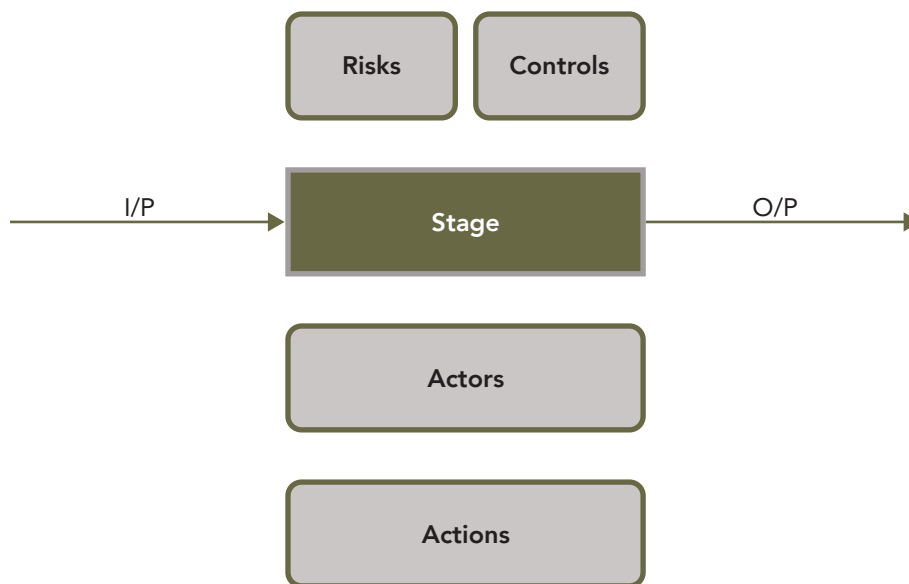 Risks
Controls
I/P
Stage
O/P
Actors
Actions